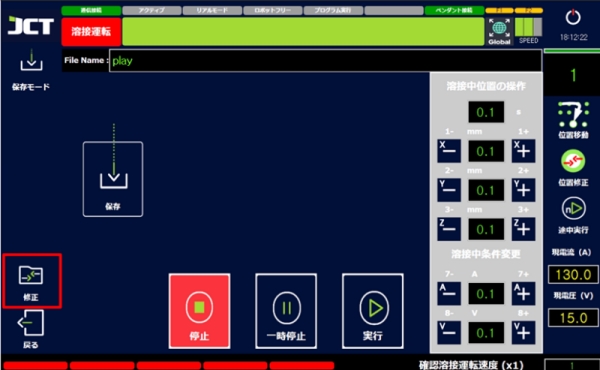 通信接続 アクティブ リアルモード ロボットフリー プログラム実行 ペンダント接続 F1 F2
JCT 溶接運転 Global SPEED 18:12:22
File Name : play
保存モード
溶接中位置の操作
1
0.1 s
1- mm 1+
X − 0.1 X +
位置移動
2- mm 2+
Y − 0.1 Y +
位置修正
保存
3- mm 3+
Z − 0.1 Z +
途中実行
溶接中条件変更
現電流 (A)
130.0
修正
7- A 7+
A − 0.1 A +
現電圧 (V)
15.0
8- V 8+
V − 0.1 V +
戻る
停止 一時停止 実行
確認溶接運転速度 (x1) 1